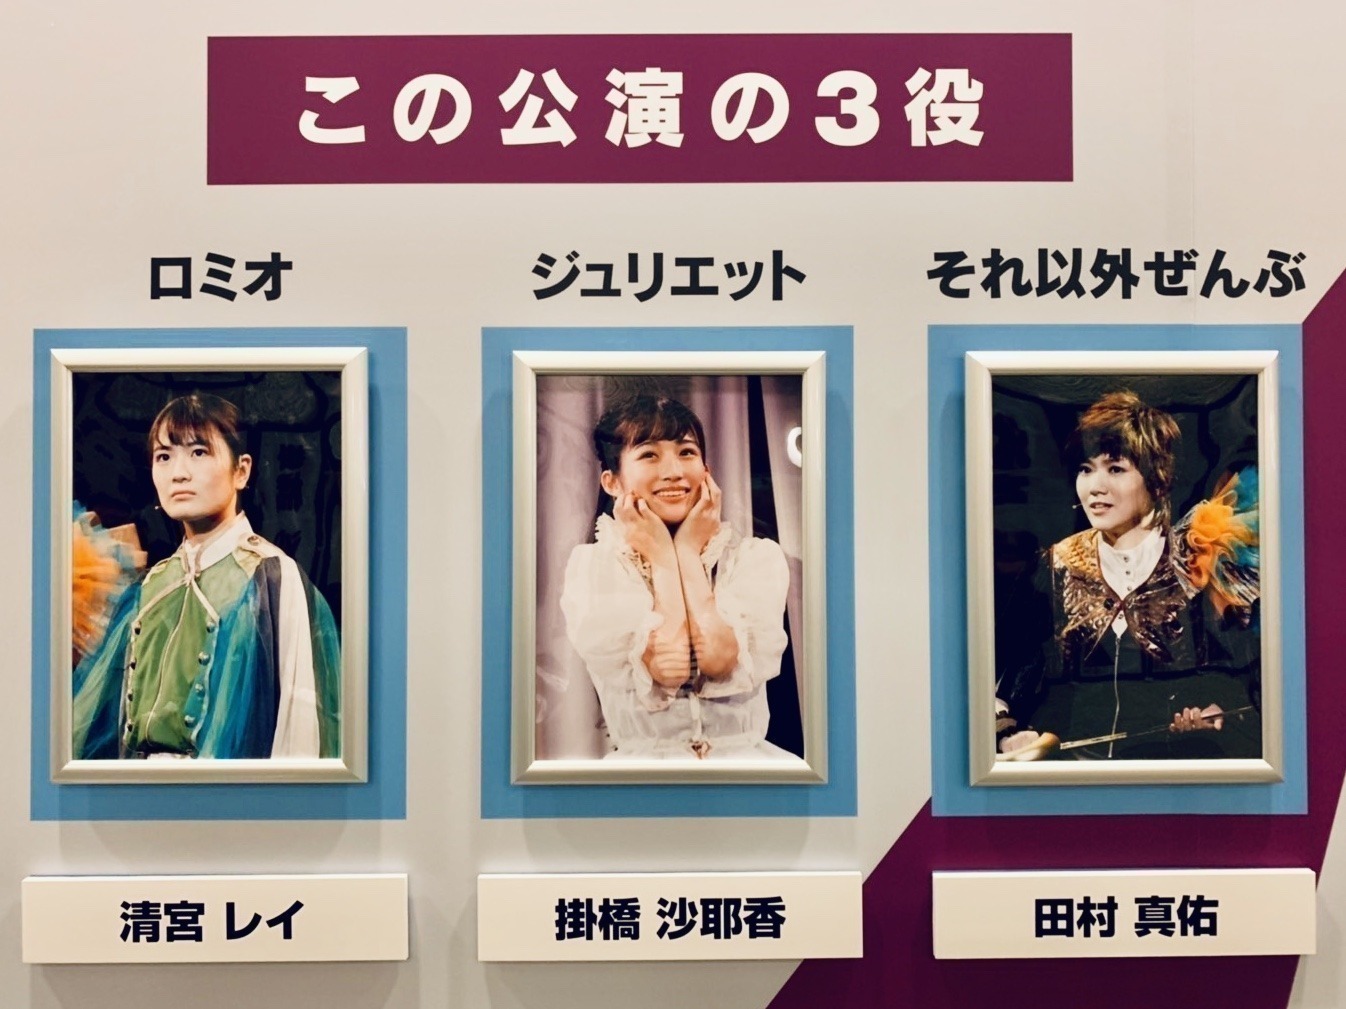 この公演の3役
ロミオ
ジュリエット
それ以外ぜんぶ
清宮 レイ
掛橋 沙耶香
田村 真佑